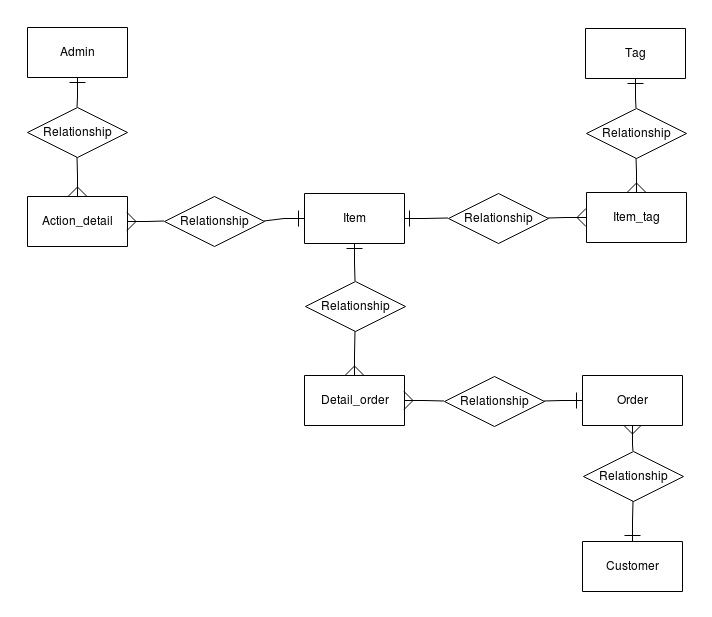 Admin
Tag
Relationship
Relationship
Action_detail
Relationship
Item
Relationship
Item_tag
Relationship
Detail_order
Relationship
Order
Relationship
Customer